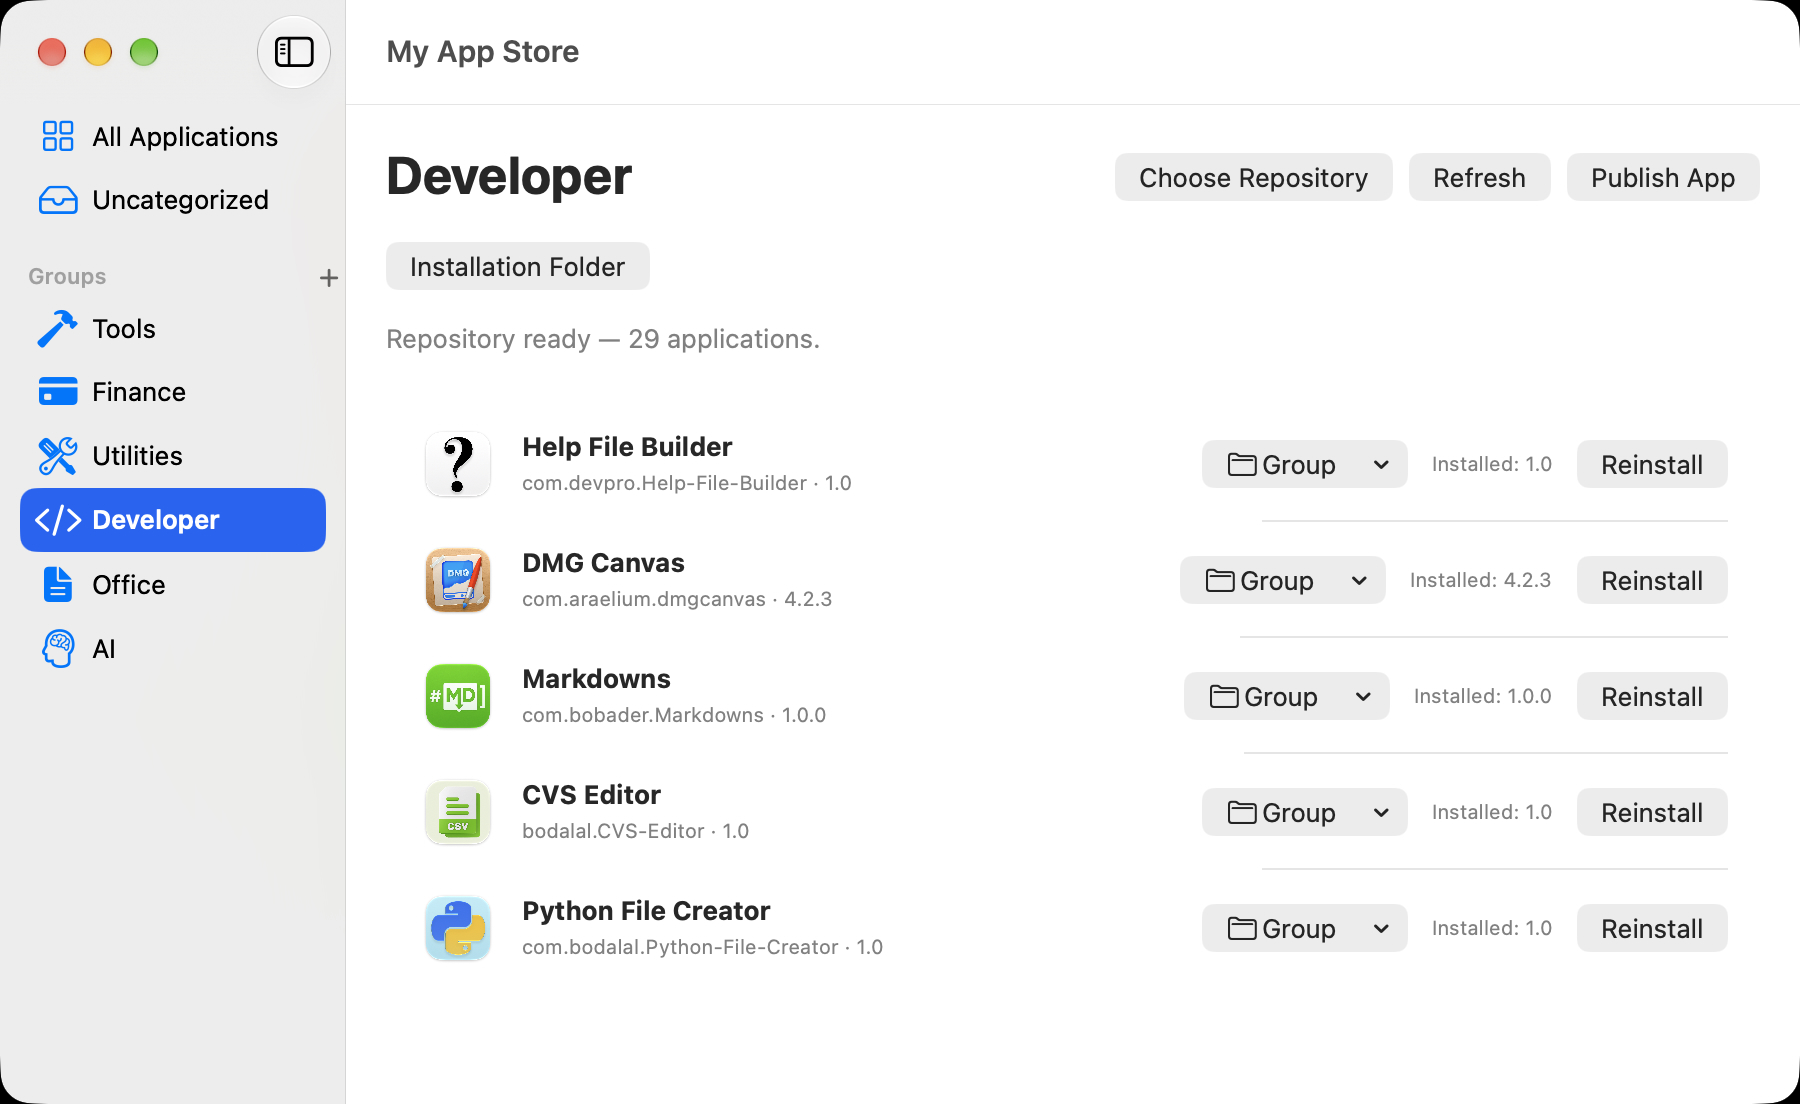 My App Store
All Applications
Uncategorized
Groups
Tools
Finance
Utilities
Developer
Office
AI
Developer
Choose Repository
Refresh
Publish App
Installation Folder
Repository ready — 29 applications.
Help File Builder
com.devpro.Help-File-Builder · 1.0
Group
Installed: 1.0
Reinstall
DMG
DMG Canvas
com.araelium.dmgcanvas · 4.2.3
Group
Installed: 4.2.3
Reinstall
#MD]
Markdowns
com.bobader.Markdowns · 1.0.0
Group
Installed: 1.0.0
Reinstall
CSV
CVS Editor
bodalal.CVS-Editor · 1.0
Group
Installed: 1.0
Reinstall
Python File Creator
com.bodalal.Python-File-Creator · 1.0
Group
Installed: 1.0
Reinstall